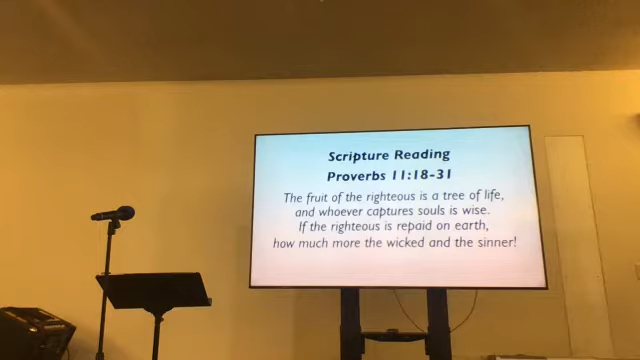 Scripture Reading
Proverbs 11:18-31
The fruit of the righteous is a tree of life,
and whoever captures souls is wise.
If the righteous is repaid on earth,
how much more the wicked and the sinner!